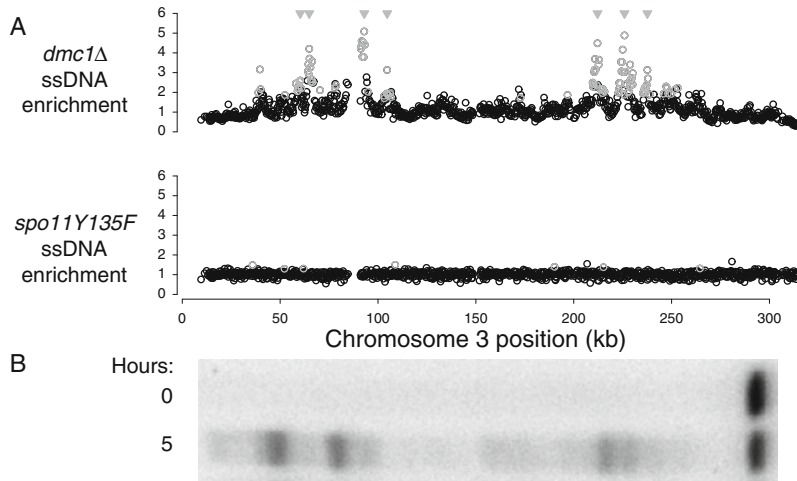 A
dmc1Δ
ssDNA
enrichment
6
5
4
3
2
1
0
spo11Y135F
ssDNA
enrichment
6
5
4
3
2
1
0
0 50 100 150 200 250 300
Chromosome 3 position (kb)
B
Hours:
0
5